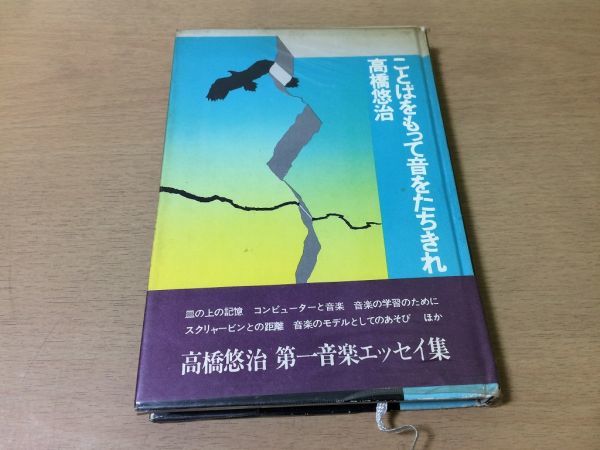 ことばをもって音をたちきれ
高橋悠治
皿の上の記憶　コンピューターと音楽　音楽の学習のために
スクリャービンとの距離　音楽のモデルとしてのあそび　ほか
高橋悠治 第一音楽エッセイ集